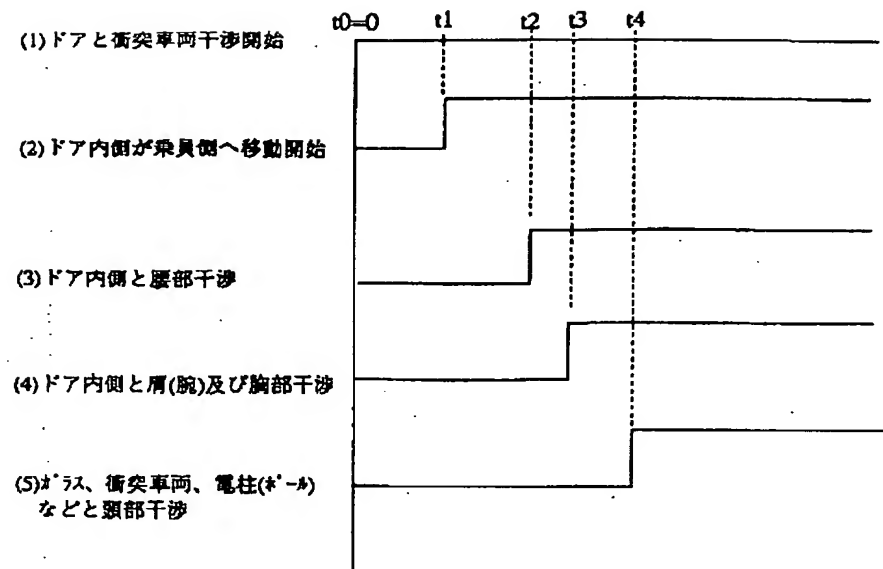 t0=0 t1 t2 t3 t4
(1)ドアと衝突車両干渉開始
(2)ドア内側が乗員側へ移動開始
(3)ドア内側と腰部干渉
(4)ドア内側と肩(腕)及び胸部干渉
(5)ｶﾞﾗｽ、衝突車両、電柱(ﾎﾟｰﾙ)
などと頭部干渉